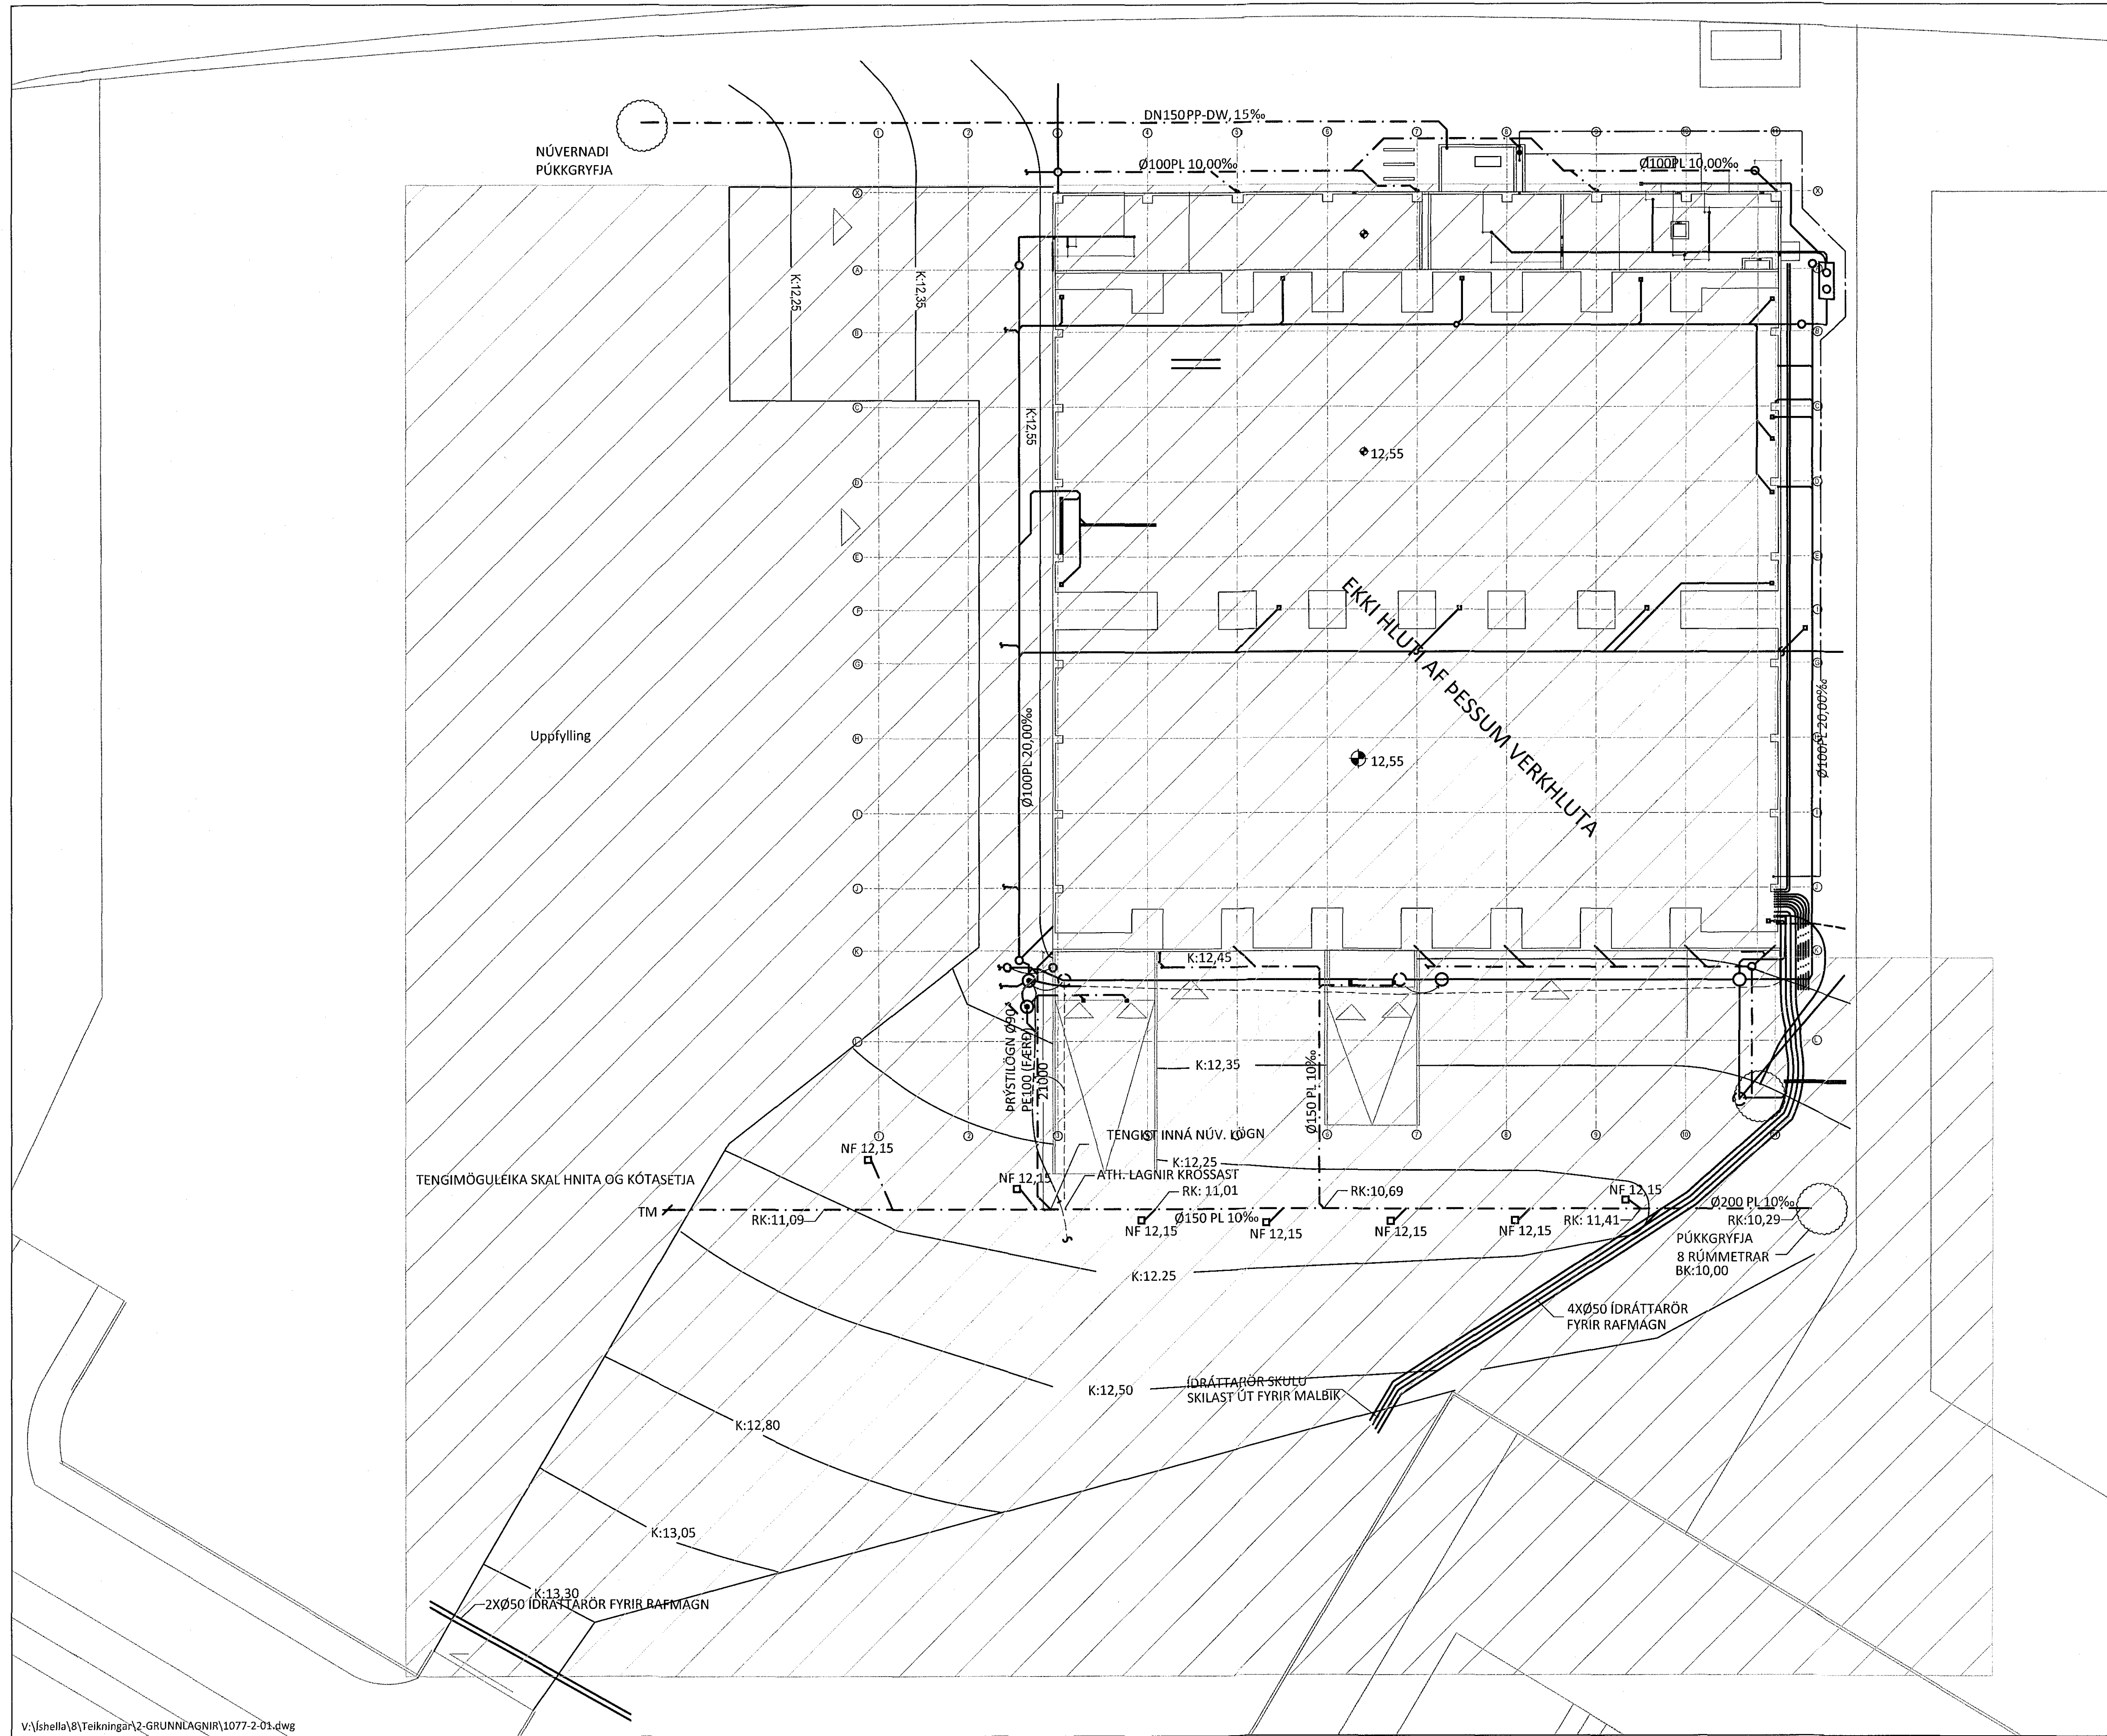 DN150 PP-DW, 15‰
NÚVERNADI
PÚKKGRYFJA
Ø100PL 10,00‰
Ø100PL 10,00‰
K:12,25
K:12,35
K:12,55
12,55
EKKI HLUTI AF ÞESSUM VERKHLUTA
Uppfylling
Ø100PL 20,00‰
12,55
Ø100PL 20,00‰
K:12,45
ÞRÝSTILÖGN Ø90
PE100 (FÆRÐ)
21000
K:12,35
Ø150 PL 10‰
TENGIST INNÁ NÚV. LÖGN
NF 12,15
K:12,25
ATH. LAGNIR KROSSAST
TENGIMÖGULEIKA SKAL HNITA OG KÓTASETJA
NF 12,15
RK: 11,01
RK:10,69
NF 12,15
TM
RK:11,09
Ø150 PL 10‰
RK: 11,41
Ø200 PL 10‰
RK:10,29
NF 12,15
NF 12,15
NF 12,15
NF 12,15
PÚKKGRYFJA
8 RÚMMETRAR
BK:10,00
K:12.25
4XØ50 ÍDRÁTTARÖR
FYRIR RAFMAGN
K:12,50
ÍDRÁTTARÖR SKULU
SKILAST ÚT FYRIR MALBIK
K:12,80
K:13,05
K:13,30
2XØ50 ÍDRÁTTARÖR FYRIR RAFMAGN
V:\Íshella\8\Teikningar\2-GRUNNLAGNIR\1077-2-01.dwg